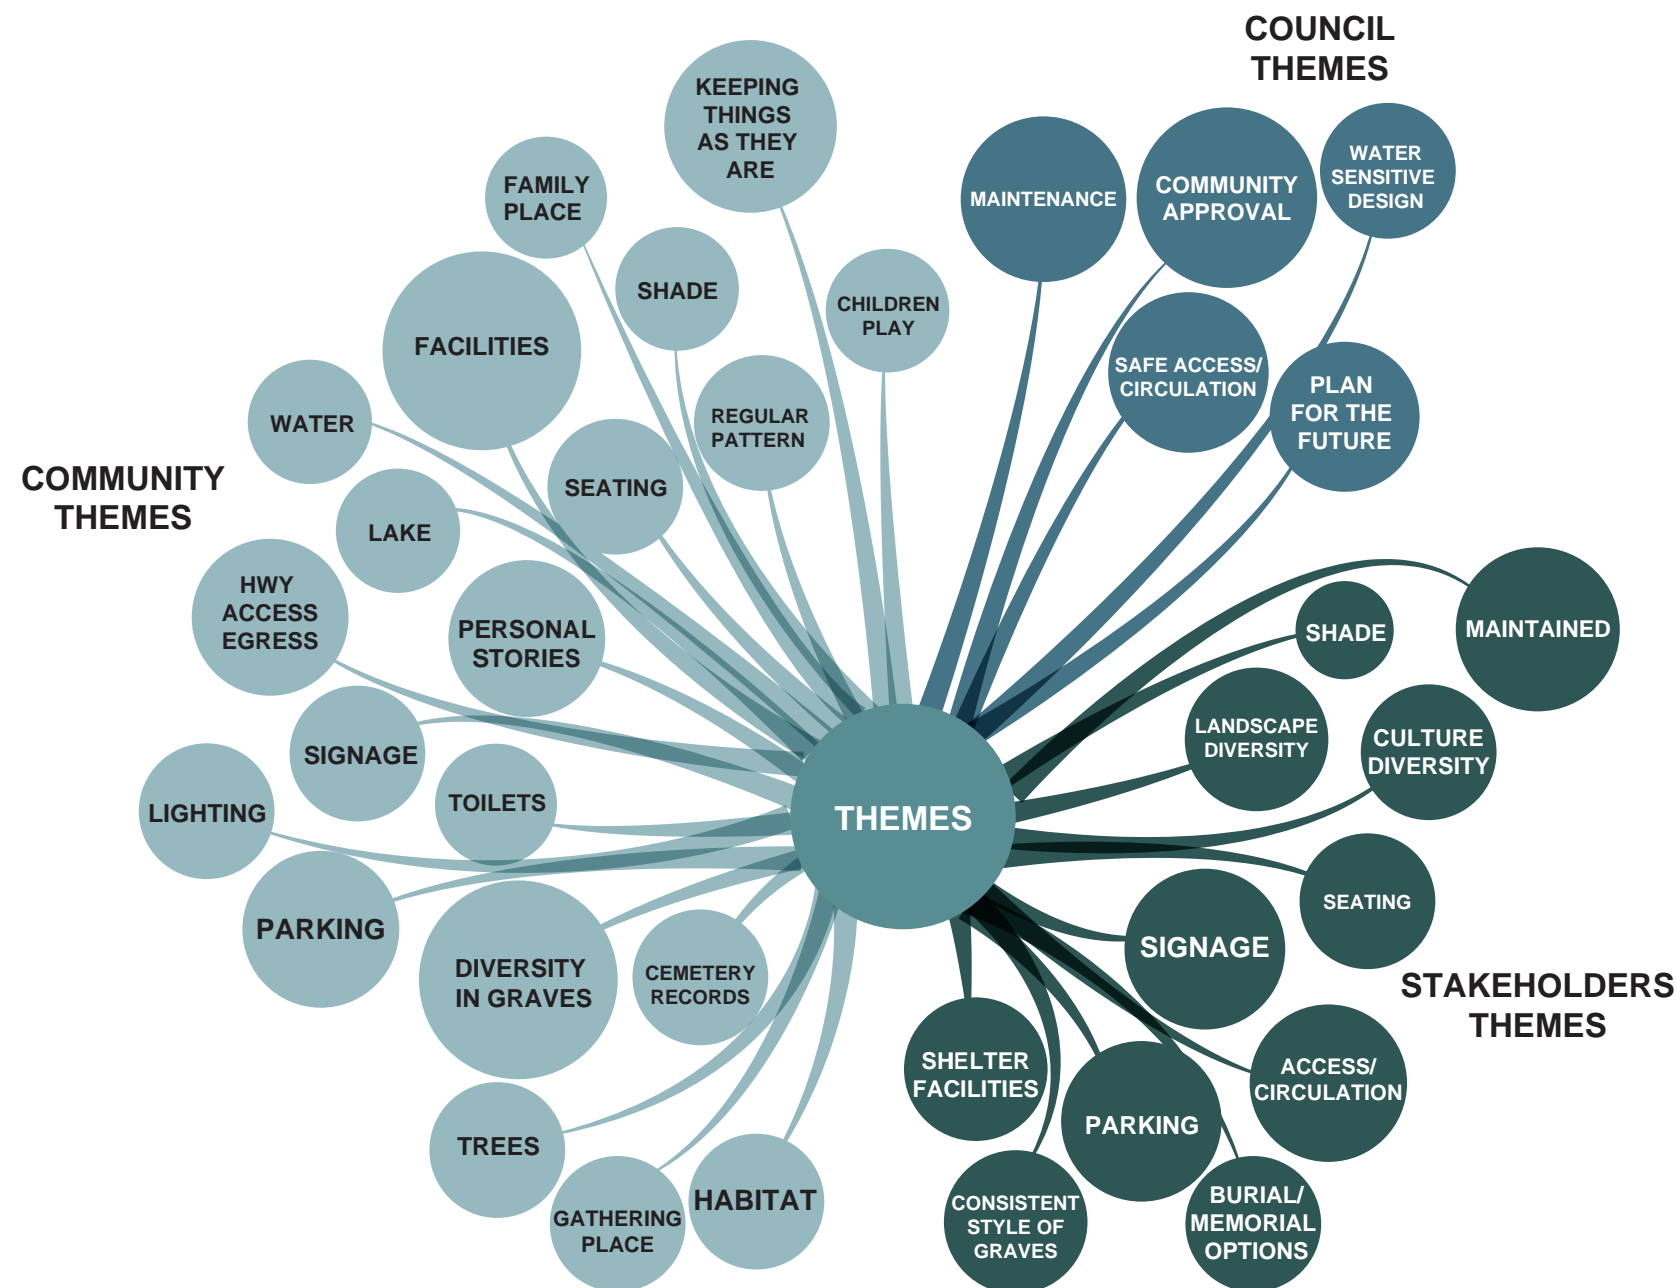 COUNCIL
THEMES
KEEPING
THINGS
AS THEY
ARE
FAMILY
PLACE
MAINTENANCE
COMMUNITY
APPROVAL
WATER
SENSITIVE
DESIGN
SHADE
CHILDREN
PLAY
FACILITIES
SAFE ACCESS/
CIRCULATION
PLAN
FOR THE
FUTURE
WATER
REGULAR
PATTERN
SEATING
COMMUNITY
THEMES
LAKE
HWY
ACCESS
EGRESS
PERSONAL
STORIES
SHADE
MAINTAINED
SIGNAGE
LANDSCAPE
DIVERSITY
CULTURE
DIVERSITY
LIGHTING
TOILETS
THEMES
PARKING
SEATING
SIGNAGE
DIVERSITY
IN GRAVES
CEMETERY
RECORDS
STAKEHOLDERS
THEMES
SHELTER
FACILITIES
ACCESS/
CIRCULATION
PARKING
TREES
HABITAT
GATHERING
PLACE
CONSISTENT
STYLE OF
GRAVES
BURIAL/
MEMORIAL
OPTIONS